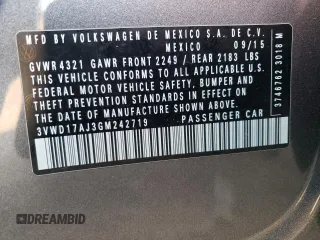 MFD. BY VOLKSWAGEN DE MEXICO S.A. DE C.V.
MEXICO 09/15
GVWR 4321 GAWR FRONT 2249 / REAR 2183 LBS
THIS VEHICLE CONFORMS TO ALL APPLICABLE U.S.
FEDERAL MOTOR VEHICLE SAFETY, BUMPER AND
THEFT PREVENTION STANDARDS IN EFFECT ON THE
DATE OF MANUFACTURE SHOWN ABOVE.
3VWD17AJ3GM242719 PASSENGER CAR
3746782 3018 M
DREAMBID